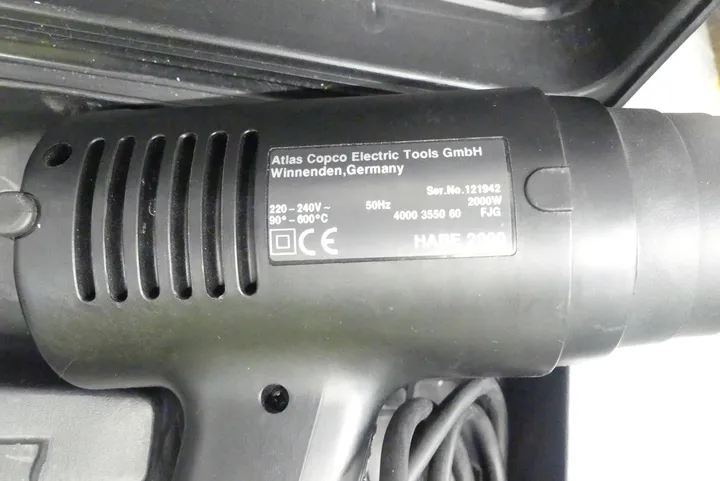 Atlas Copco Electric Tools GmbH
Winnenden,Germany
Ser.No.121942
220-240V~ 50Hz 2000W
90°-600°C 4000 3550 60 FJG
CE